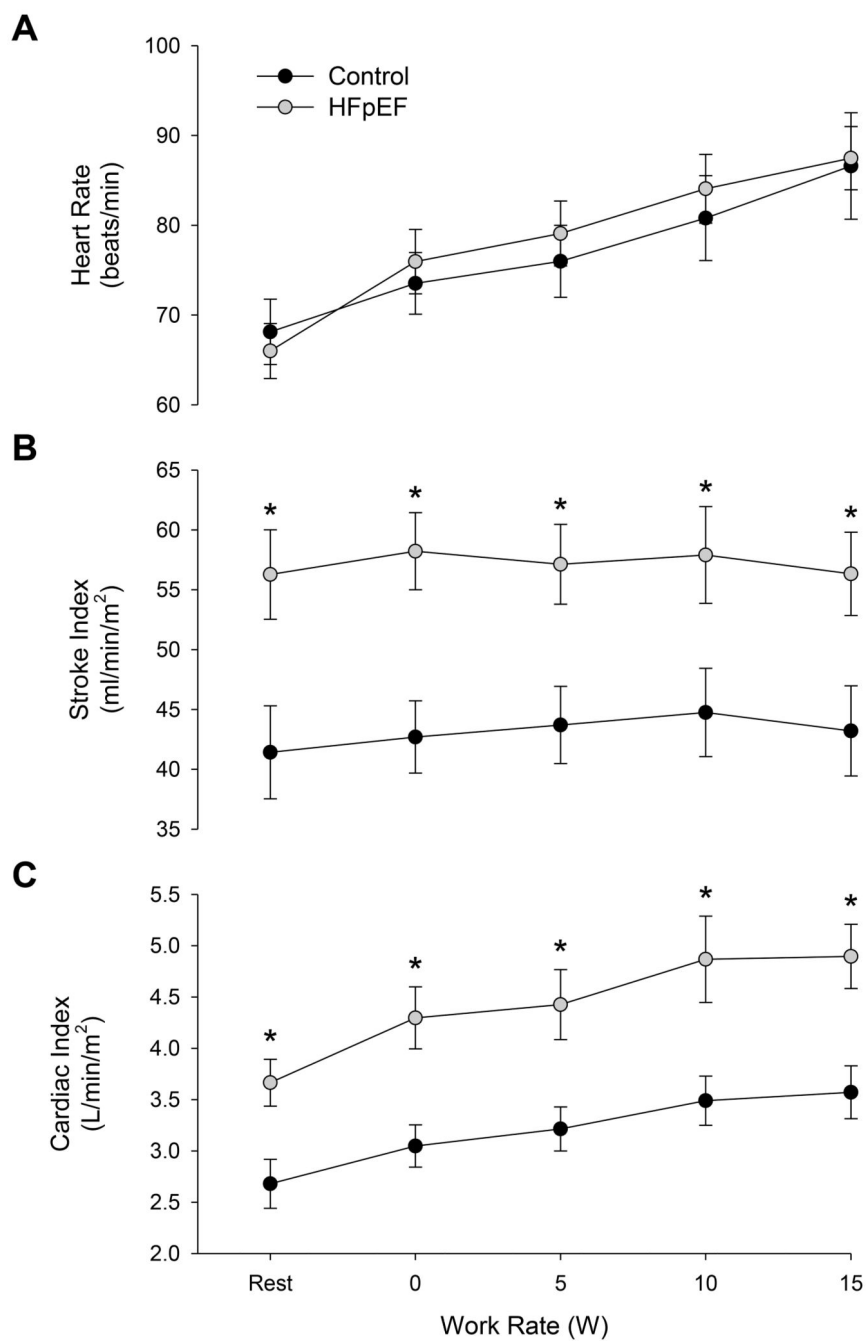 A
100
90
80
70
60
Heart Rate
(beats/min)
Control
HFpEF
B
65
60
55
50
45
40
35
Stroke Index
(ml/min/m²)
* * * * *
C
5.5
5.0
4.5
4.0
3.5
3.0
2.5
2.0
Cardiac Index
(L/min/m²)
* * * * *
Rest 0 5 10 15
Work Rate (W)